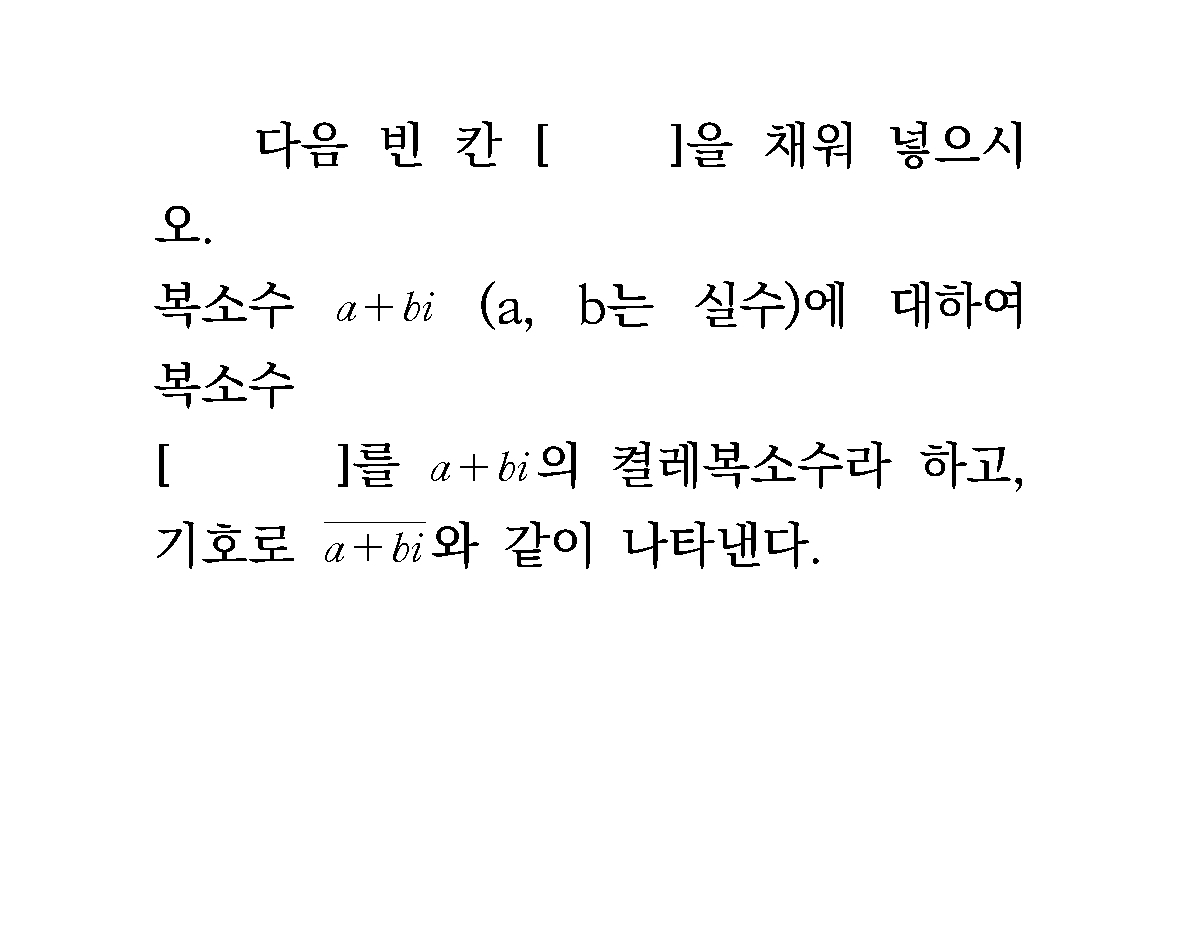 다음 빈 칸 [ ]을 채워 넣으시
오.
복소수 a+bi (a, b는 실수)에 대하여
복소수
[ ]를 a+bi의 켤레복소수라 하고,
기호로 \overline{a+bi}와 같이 나타낸다.